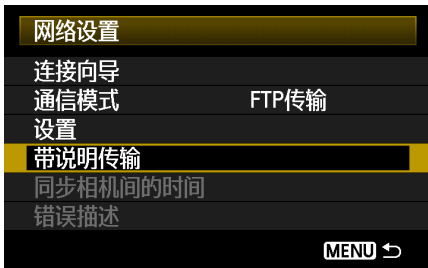 网络设置
连接向导
通信模式 FTP传输
设置
带说明传输
同步相机间的时间
错误描述
MENU